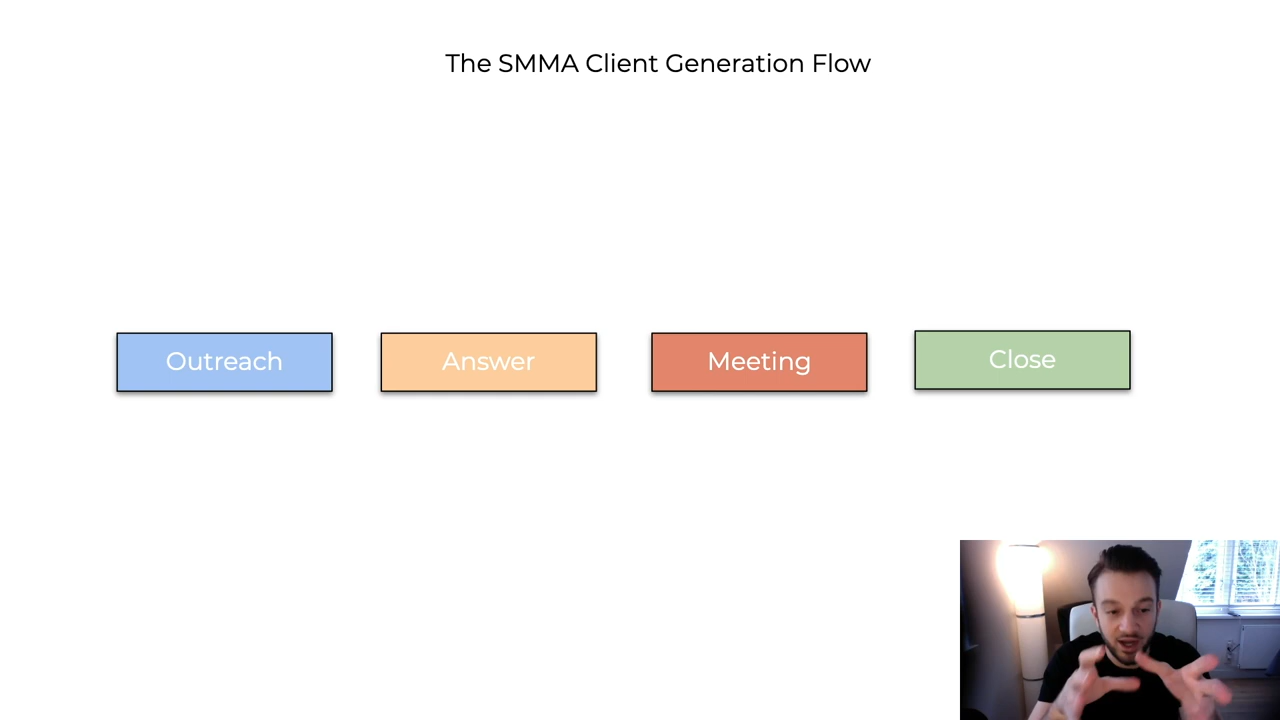 The SMMA Client Generation Flow
Outreach
Answer
Meeting
Close